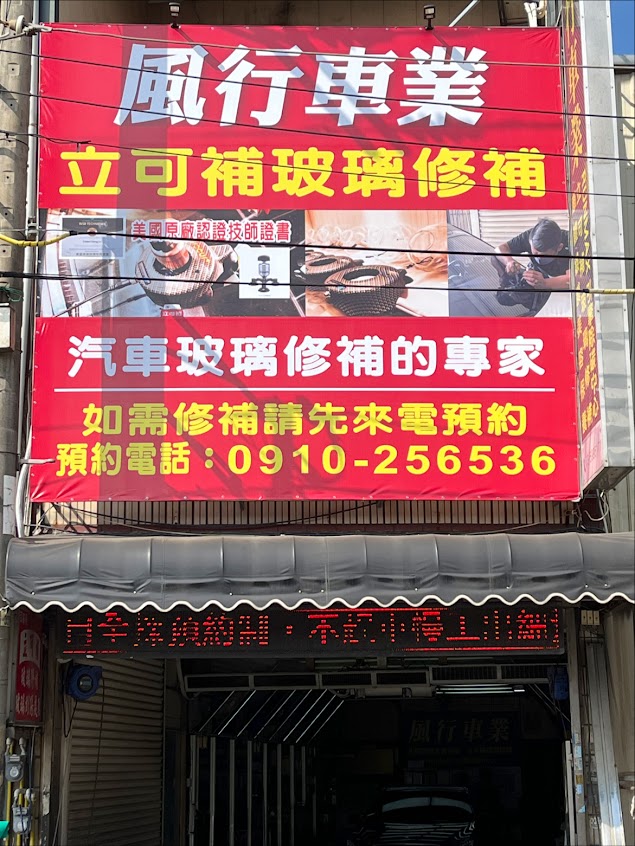 風行車業
立可補玻璃修補
美國原廠認證技師證書
汽車玻璃修補的專家
如需修補請先來電預約
預約電話：0910-256536
風行車業